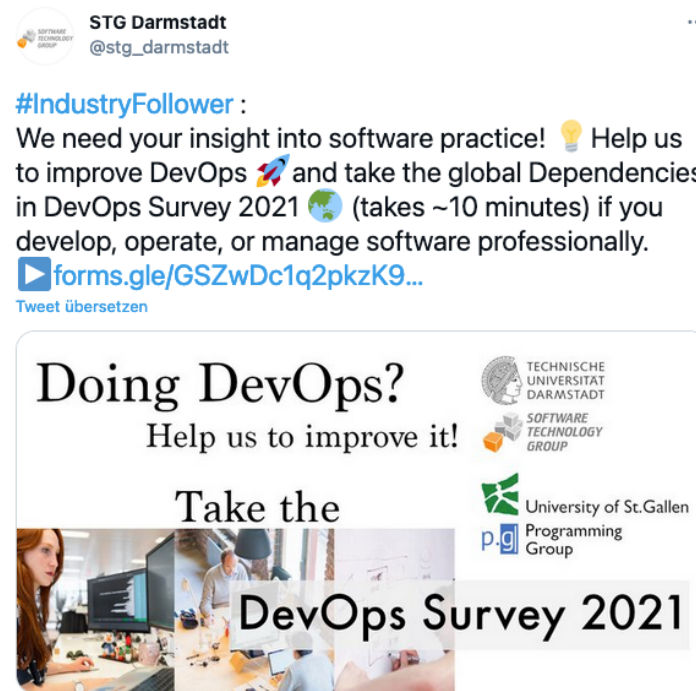 SOFTWARE
TECHNOLOGY
GROUP
STG Darmstadt
@stg_darmstadt
#IndustryFollower :
We need your insight into software practice! 💡 Help us
to improve DevOps 🚀 and take the global Dependencies
in DevOps Survey 2021 🌏 (takes ~10 minutes) if you
develop, operate, or manage software professionally.
▶️forms.gle/GSZwDc1q2pkzK9…
Tweet übersetzen
Doing DevOps?
Help us to improve it!
Take the
DevOps Survey 2021
TECHNISCHE
UNIVERSITÄT
DARMSTADT
SOFTWARE
TECHNOLOGY
GROUP
University of St.Gallen
p.g
Programming
Group